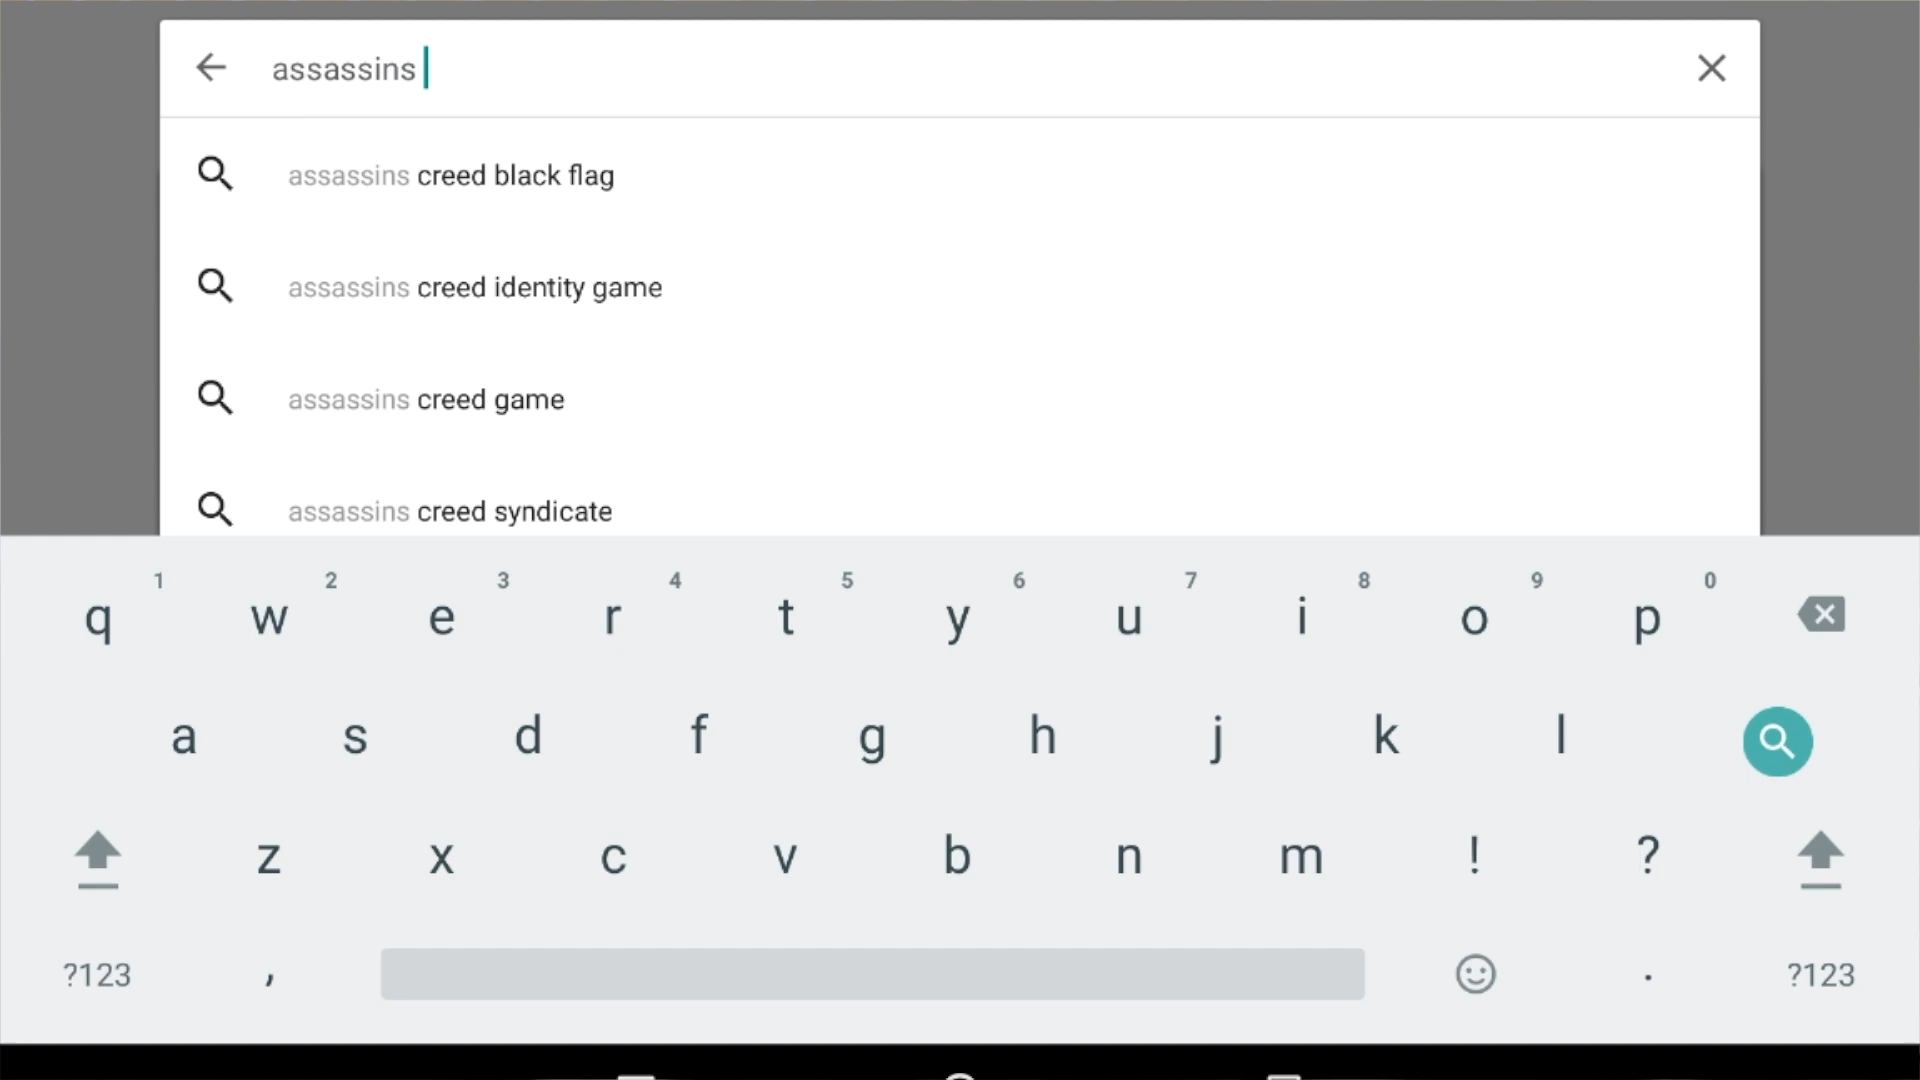 assassins
assassins creed black flag
assassins creed identity game
assassins creed game
assassins creed syndicate
1 2 3 4 5 6 7 8 9 0
q w e r t y u i o p
a s d f g h j k l
z x c v b n m ! ?
?123 , . ?123